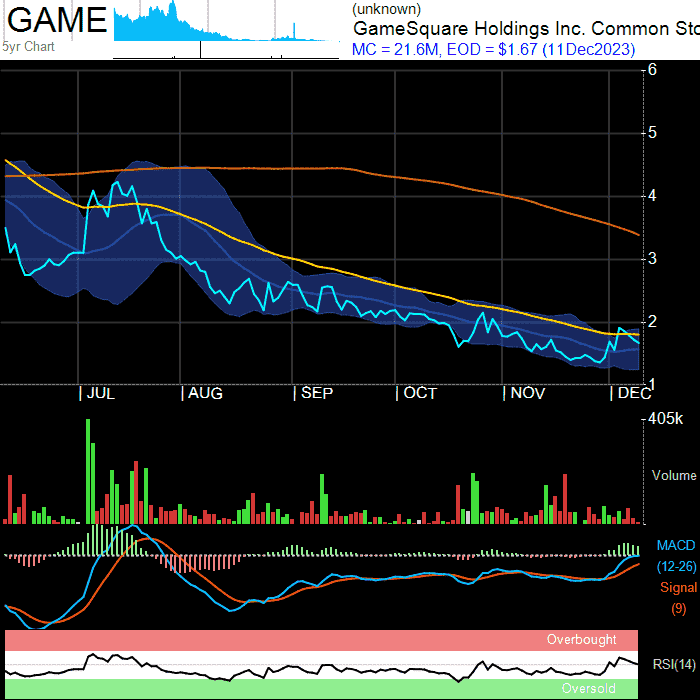 GAME
5yr Chart
(unknown)
GameSquare Holdings Inc. Common Sto
MC = 21.6M, EOD = $1.67 (11Dec2023)
6
5
4
3
2
1
JUL
AUG
SEP
OCT
NOV
DEC
405k
Volume
MACD
(12-26)
Signal
(9)
Overbought
RSI(14)
Oversold